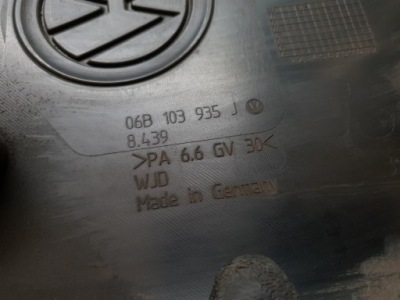 06B 103 935 J
8.439
>PA 6.6 GV 30<
WJD
Made in Germany